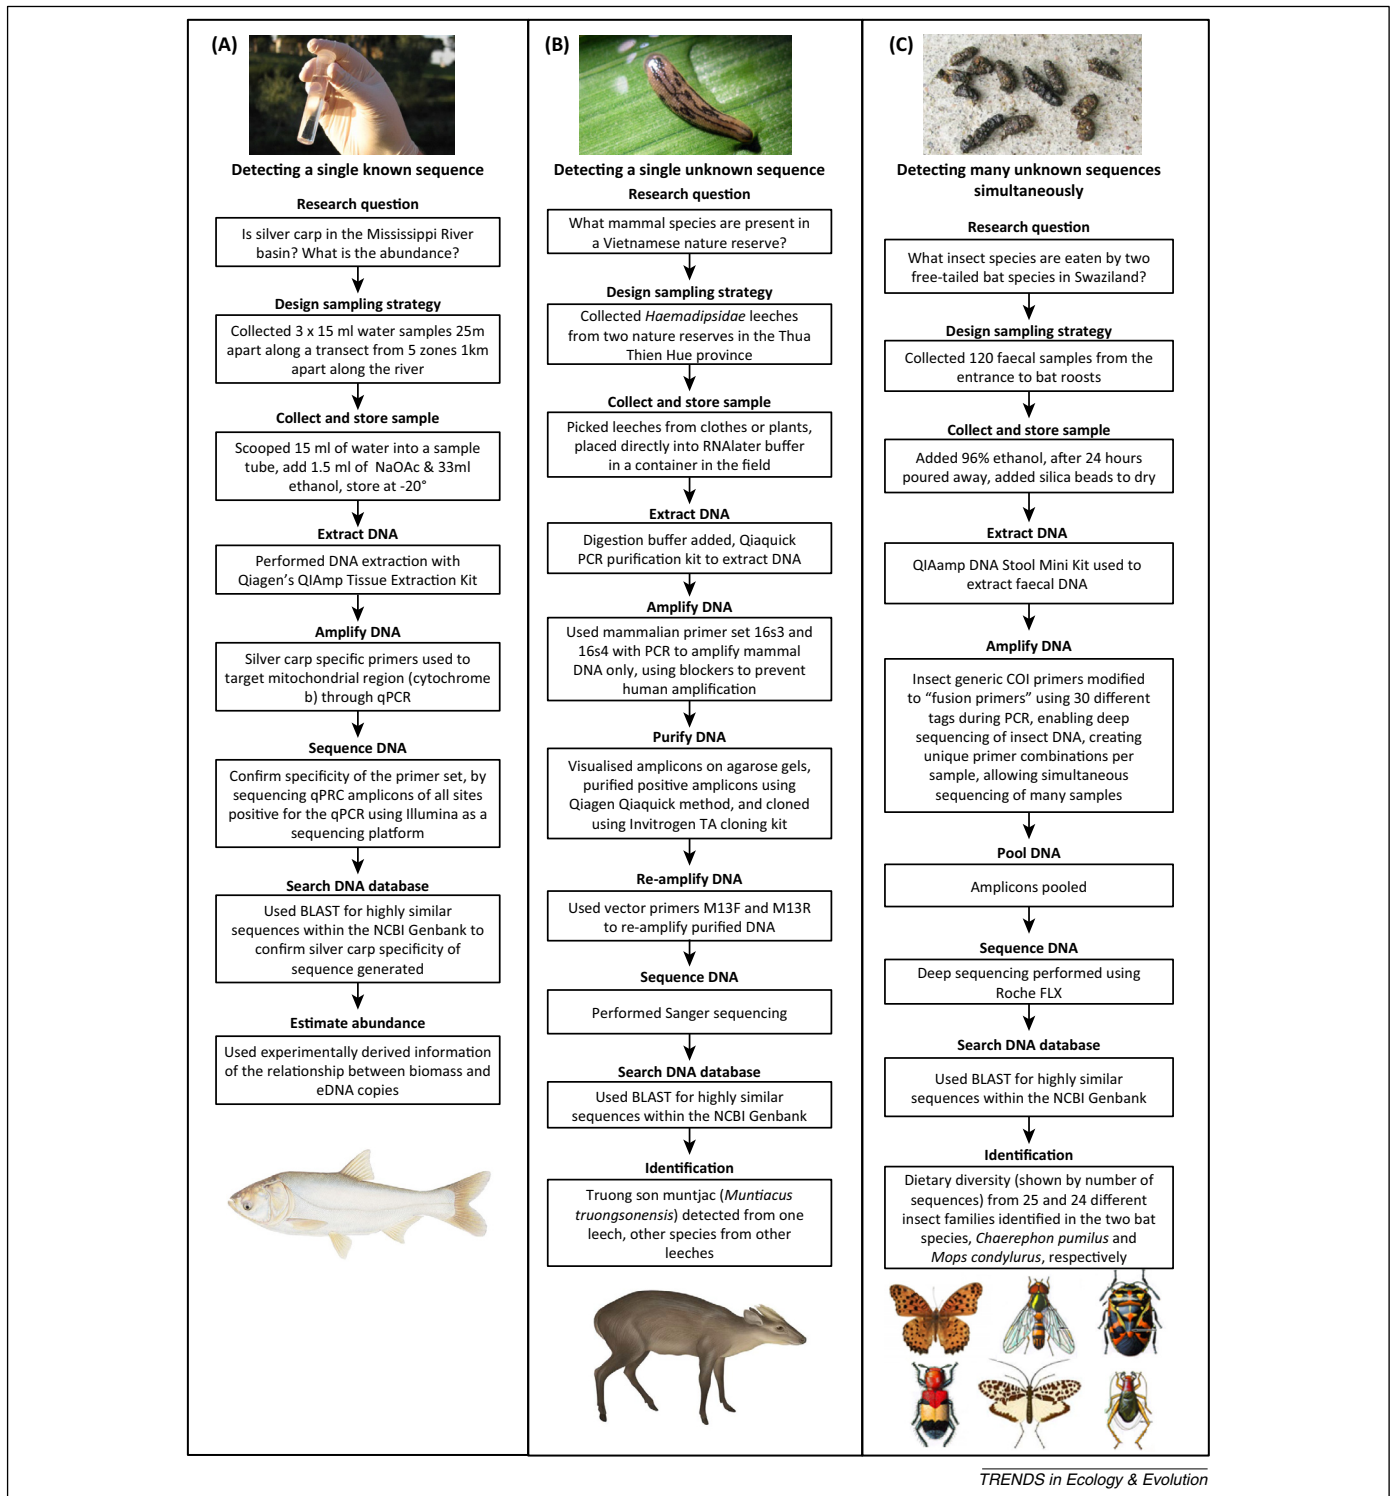 (A)
Detecting a single known sequence
Research question
Is silver carp in the Mississippi River
basin? What is the abundance?
Design sampling strategy
Collected 3 x 15 ml water samples 25m
apart along a transect from 5 zones 1km
apart along the river
Collect and store sample
Scooped 15 ml of water into a sample
tube, add 1.5 ml of NaOAc & 33ml
ethanol, store at -20°
Extract DNA
Performed DNA extraction with
Qiagen's QIAmp Tissue Extraction Kit
Amplify DNA
Silver carp specific primers used to
target mitochondrial region (cytochrome
b) through qPCR
Sequence DNA
Confirm specificity of the primer set, by
sequencing qPRC amplicons of all sites
positive for the qPCR using Illumina as a
sequencing platform
Search DNA database
Used BLAST for highly similar
sequences within the NCBI Genbank to
confirm silver carp specificity of
sequence generated
Estimate abundance
Used experimentally derived information
of the relationship between biomass and
eDNA copies
(B)
Detecting a single unknown sequence
Research question
What mammal species are present in
a Vietnamese nature reserve?
Design sampling strategy
Collected Haemadipsidae leeches
from two nature reserves in the Thua
Thien Hue province
Collect and store sample
Picked leeches from clothes or plants,
placed directly into RNAlater buffer
in a container in the field
Extract DNA
Digestion buffer added, Qiaquick
PCR purification kit to extract DNA
Amplify DNA
Used mammalian primer set 16s3 and
16s4 with PCR to amplify mammal
DNA only, using blockers to prevent
human amplification
Purify DNA
Visualised amplicons on agarose gels,
purified positive amplicons using
Qiagen Qiaquick method, and cloned
using Invitrogen TA cloning kit
Re-amplify DNA
Used vector primers M13F and M13R
to re-amplify purified DNA
Sequence DNA
Performed Sanger sequencing
Search DNA database
Used BLAST for highly similar
sequences within the NCBI Genbank
Identification
Truong son muntjac (Muntiacus
truongsonensis) detected from one
leech, other species from other
leeches
(C)
Detecting many unknown sequences
simultaneously
Research question
What insect species are eaten by two
free-tailed bat species in Swaziland?
Design sampling strategy
Collected 120 faecal samples from the
entrance to bat roosts
Collect and store sample
Added 96% ethanol, after 24 hours
poured away, added silica beads to dry
Extract DNA
QIAamp DNA Stool Mini Kit used to
extract faecal DNA
Amplify DNA
Insect generic COI primers modified
to “fusion primers” using 30 different
tags during PCR, enabling deep
sequencing of insect DNA, creating
unique primer combinations per
sample, allowing simultaneous
sequencing of many samples
Pool DNA
Amplicons pooled
Sequence DNA
Deep sequencing performed using
Roche FLX
Search DNA database
Used BLAST for highly similar
sequences within the NCBI Genbank
Identification
Dietary diversity (shown by number of
sequences) from 25 and 24 different
insect families identified in the two bat
species, Chaerephon pumilus and
Mops condylurus, respectively
TRENDS in Ecology & Evolution